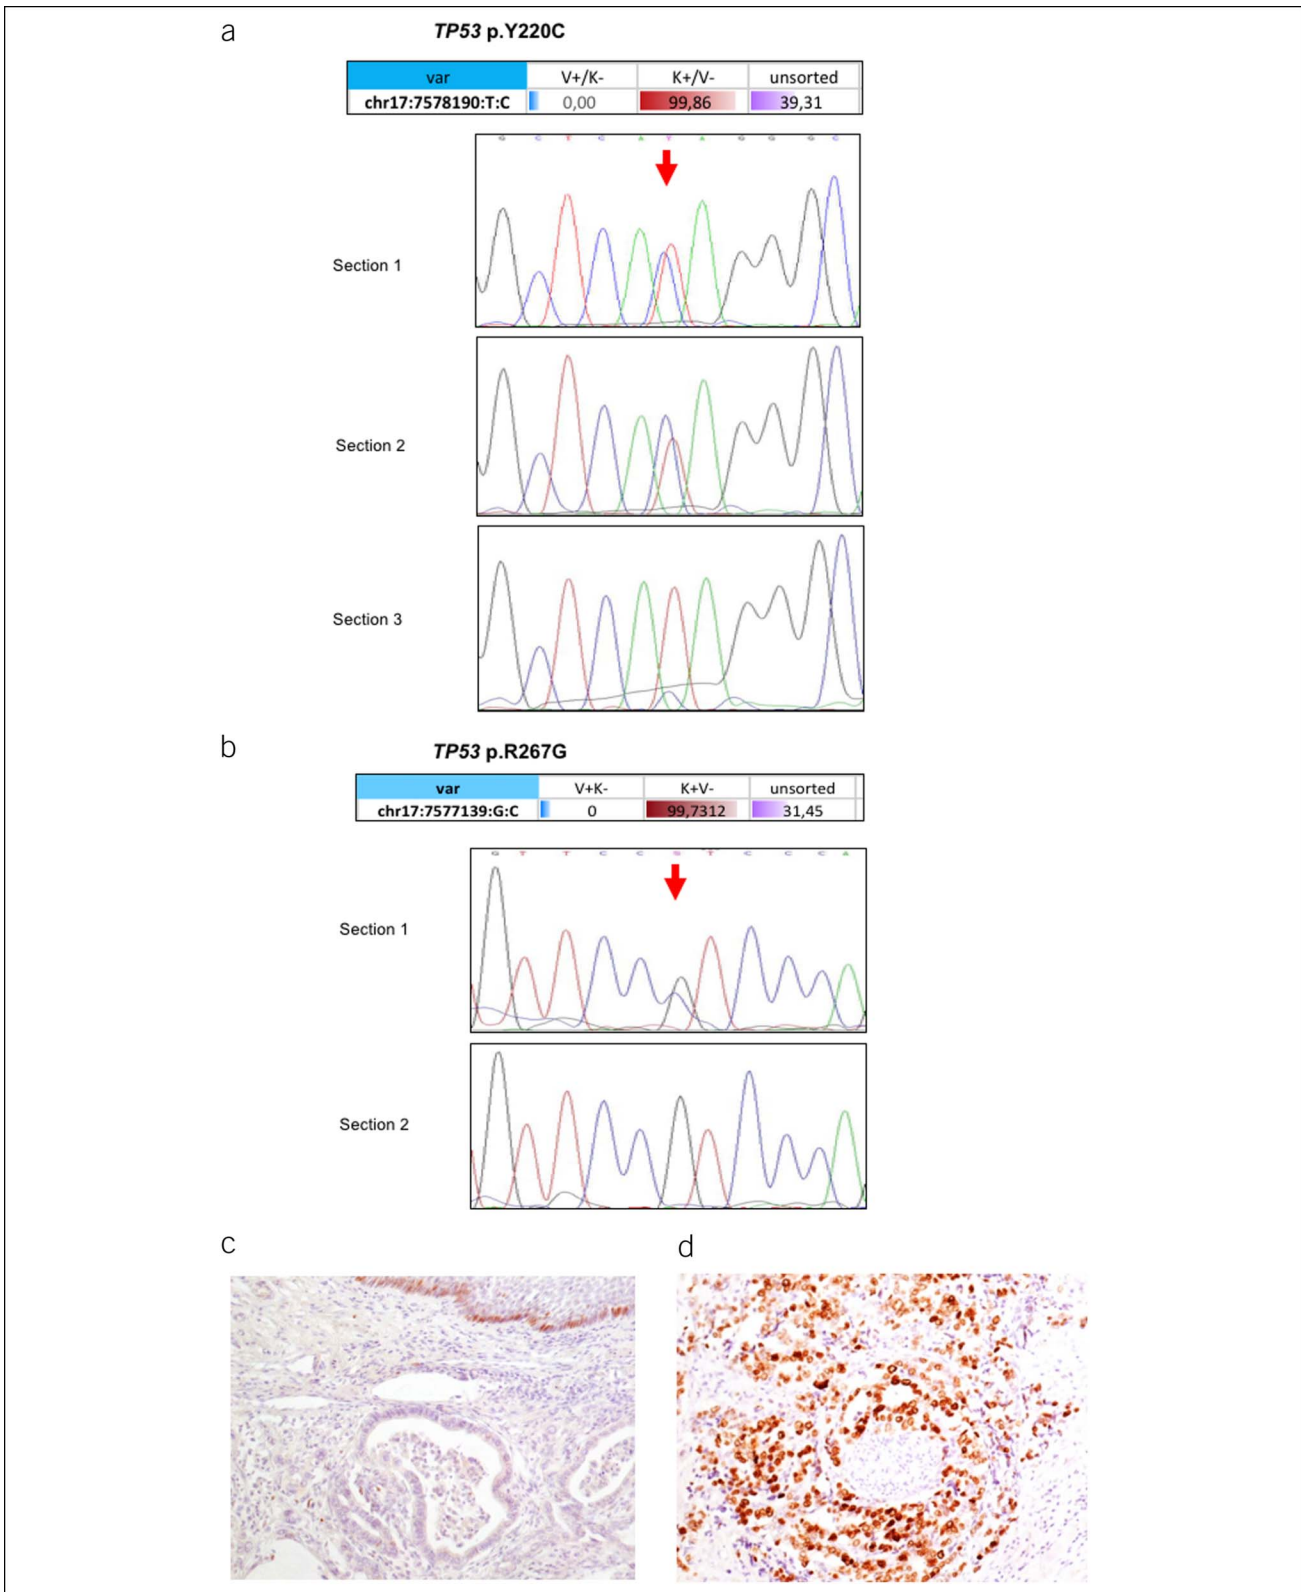 a
TP53 p.Y220C
var V+/K- K+/V- unsorted
chr17:7578190:T:C 0,00 99,86 39,31
G C T C A Y A G G G C
Section 1
Section 2
Section 3
b
TP53 p.R267G
var V+K- K+V- unsorted
chr17:7577139:G:C 0 99,7312 31,45
G T T C C S T C C C A
Section 1
Section 2
c d